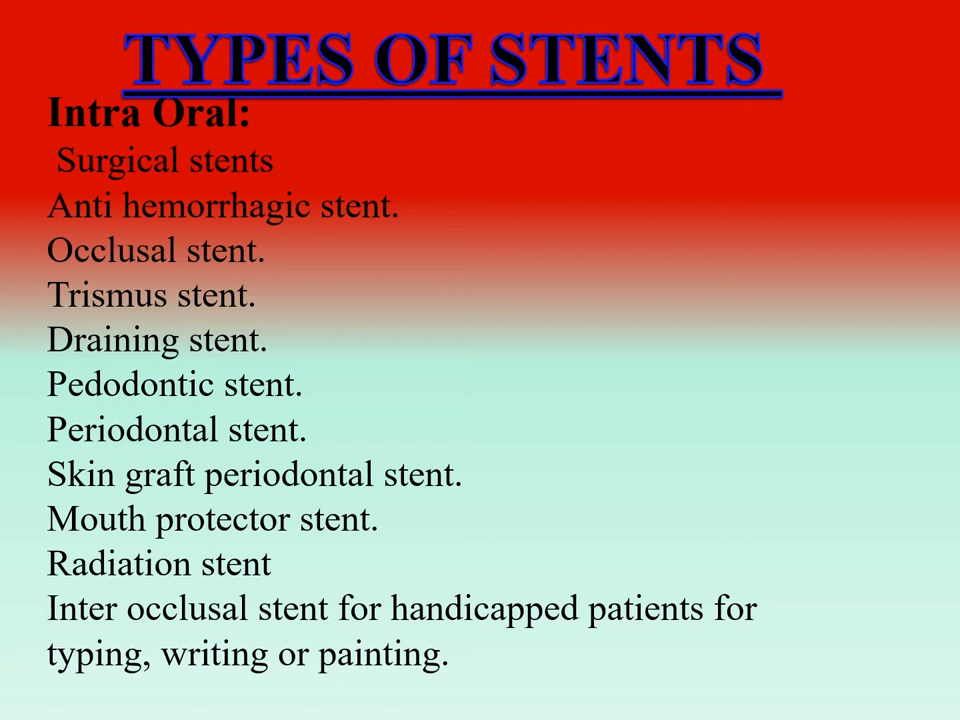 TYPES OF STENTS
Intra Oral:
Surgical stents
Anti hemorrhagic stent.
Occlusal stent.
Trismus stent.
Draining stent.
Pedodontic stent.
Periodontal stent.
Skin graft periodontal stent.
Mouth protector stent.
Radiation stent
Inter occlusal stent for handicapped patients for
typing, writing or painting.